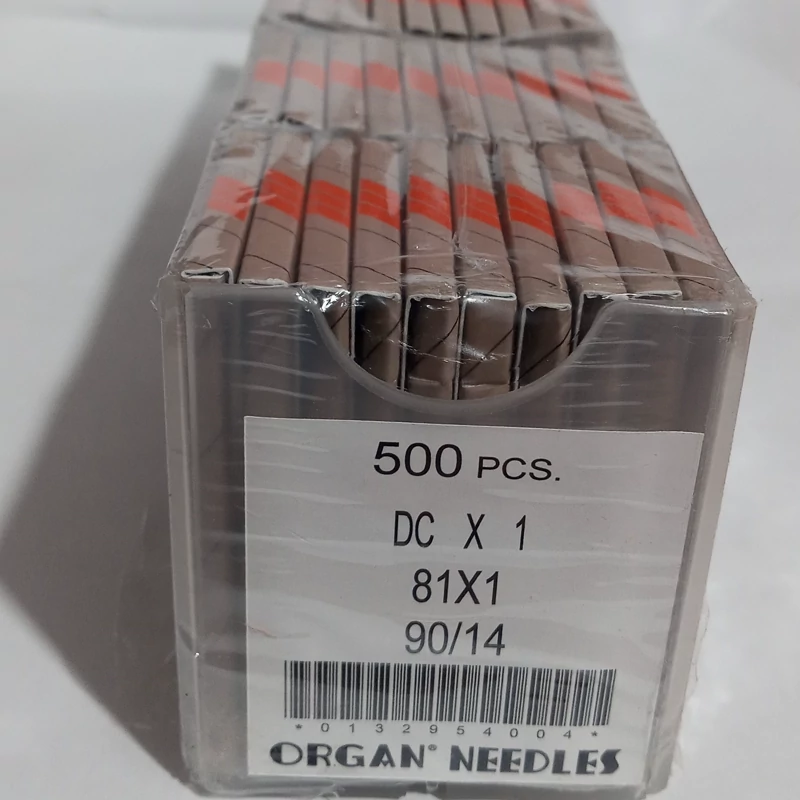 500 PCS.
DC X 1
81X1
90/14
*0132954004*
ORGAN® NEEDLES